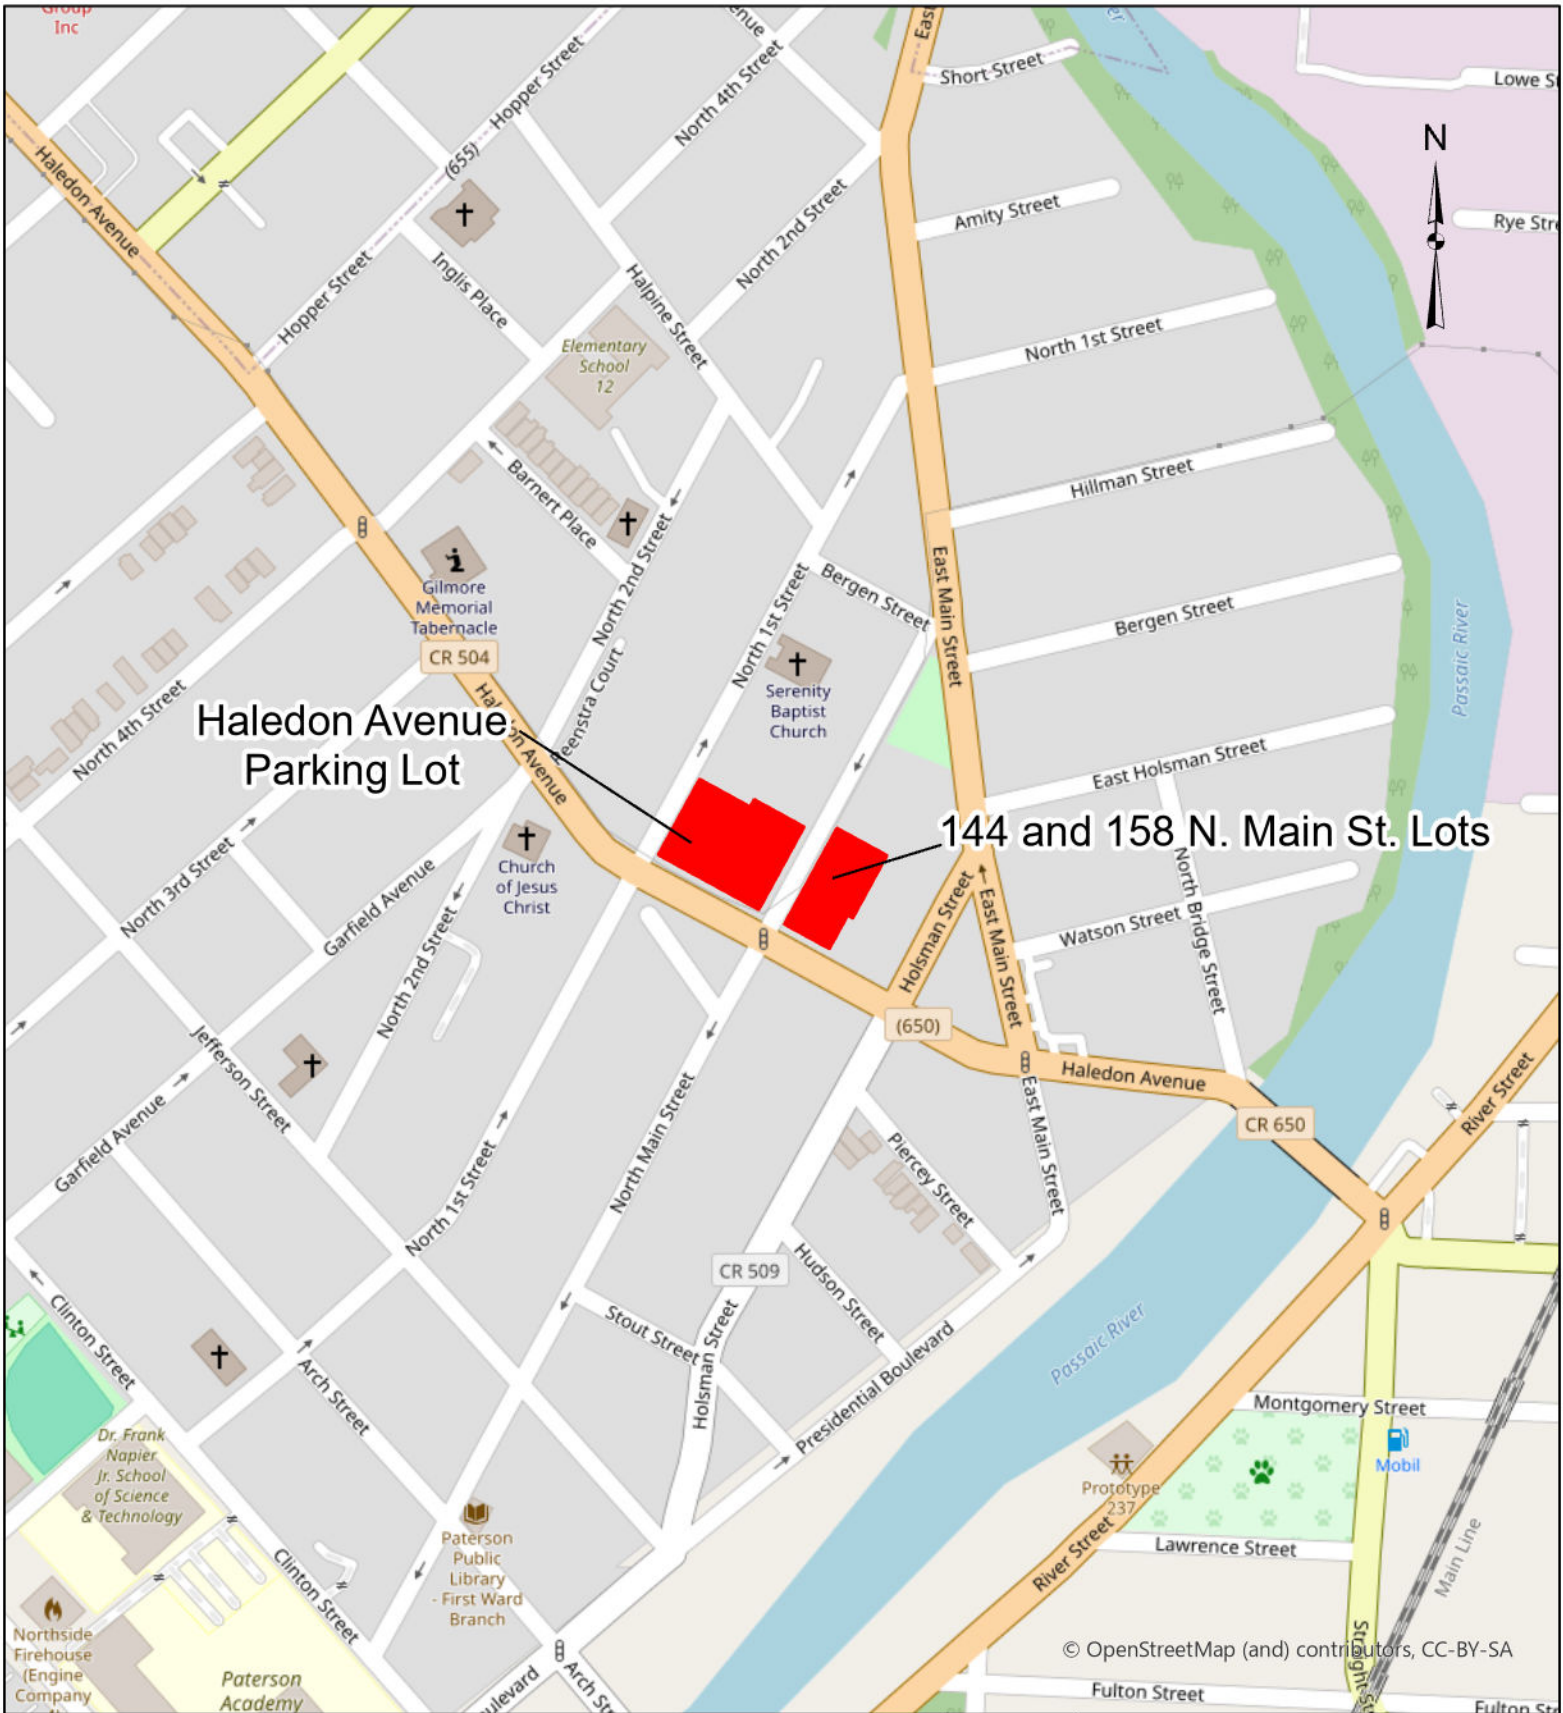 Group
Inc
Short Street
Lowe
N
Hopper Street
North 4th Street
(655)
Haledon Avenue
Amity Street
Rye
North 2nd Street
Hopper Street
Inglis Place
Halpine Street
North 1st Street
Elementary
School
12
Hillman Street
Barnert Place
North 2nd Street
East Main Street
Gilmore
Memorial
Tabernacle
CR 504
North 1st Street
Bergen Street
Bergen Street
Passaic River
Serenity
Baptist
Church
North 4th Street
Haledon Avenue
Parking Lot
Haledon Avenue
East Holsman Street
144 and 158 N. Main St. Lots
Church
of Jesus
Christ
North 3rd Street
Garfield Avenue
North 2nd Street
Holsman Street
East Main Street
Watson Street
North Bridge Street
(650)
Jefferson Street
Haledon Avenue
River Street
CR 650
Garfield Avenue
North 1st Street
North Main Street
Piercey Street
East Main Street
CR 509
Hudson Street
Clinton Street
Stout Street
Holsman Street
Presidential Boulevard
Passaic River
Arch Street
Montgomery Street
Mobil
Dr. Frank
Napier
Jr. School
of Science
& Technology
Prototype
237
Paterson
Public
Library
- First Ward
Branch
Lawrence Street
River Street
Main Line
Clinton Street
Northside
Firehouse
(Engine
Company
Paterson
Academy
Arch
© OpenStreetMap (and) contributors, CC-BY-SA
Fulton Street
Fulton